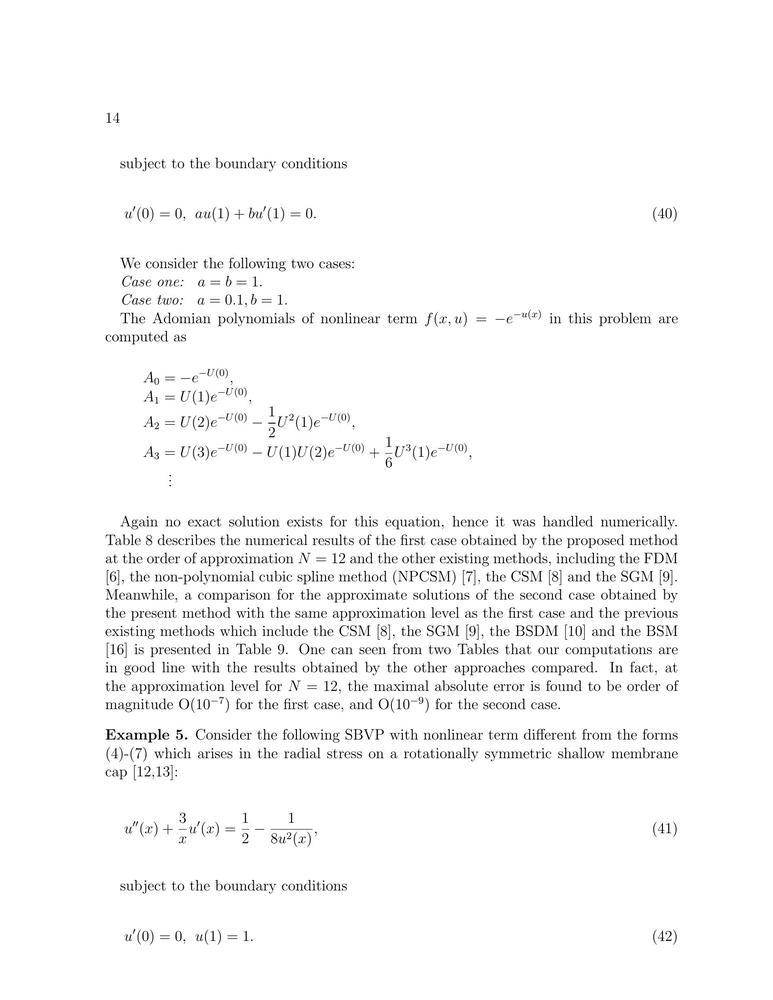 14
subject to the boundary conditions
u′(0) = 0, au(1) + bu′(1) = 0. (40)
We consider the following two cases:
Case one: a = b = 1.
Case two: a = 0.1, b = 1.
The Adomian polynomials of nonlinear term f(x, u) = −e^{−u(x)} in this problem are
computed as
A₀ = −e^{−U(0)},
A₁ = U(1)e^{−U(0)},
A₂ = U(2)e^{−U(0)} − \frac{1}{2}U²(1)e^{−U(0)},
A₃ = U(3)e^{−U(0)} − U(1)U(2)e^{−U(0)} + \frac{1}{6}U³(1)e^{−U(0)},
⋮
Again no exact solution exists for this equation, hence it was handled numerically.
Table 8 describes the numerical results of the first case obtained by the proposed method
at the order of approximation N = 12 and the other existing methods, including the FDM
[6], the non-polynomial cubic spline method (NPCSM) [7], the CSM [8] and the SGM [9].
Meanwhile, a comparison for the approximate solutions of the second case obtained by
the present method with the same approximation level as the first case and the previous
existing methods which include the CSM [8], the SGM [9], the BSDM [10] and the BSM
[16] is presented in Table 9. One can seen from two Tables that our computations are
in good line with the results obtained by the other approaches compared. In fact, at
the approximation level for N = 12, the maximal absolute error is found to be order of
magnitude O(10^{−7}) for the first case, and O(10^{−9}) for the second case.
Example 5. Consider the following SBVP with nonlinear term different from the forms
(4)-(7) which arises in the radial stress on a rotationally symmetric shallow membrane
cap [12,13]:
u″(x) + \frac{3}{x}u′(x) = \frac{1}{2} − \frac{1}{8u²(x)}, (41)
subject to the boundary conditions
u′(0) = 0, u(1) = 1. (42)